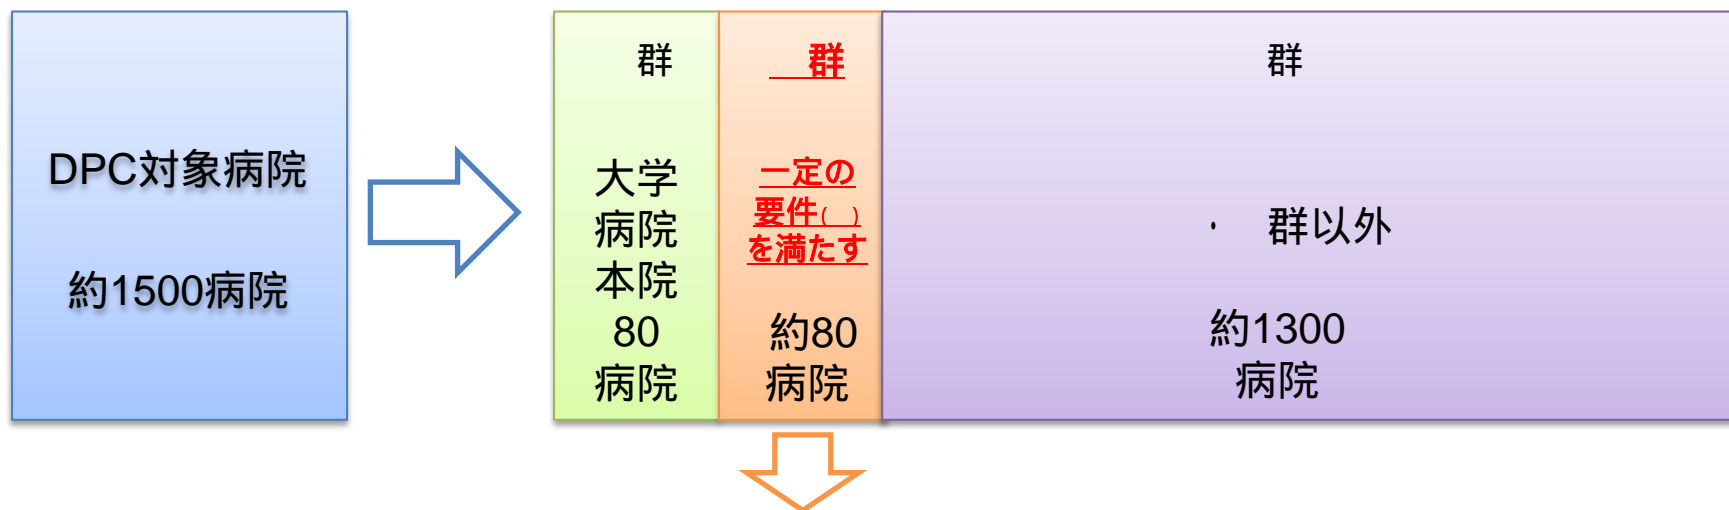 DPC対象病院
約1500病院
群
大学
病院
本院
80
病院
群
一定の
要件( )
を満たす
約80
病院
群
・ 群以外
約1300
病院